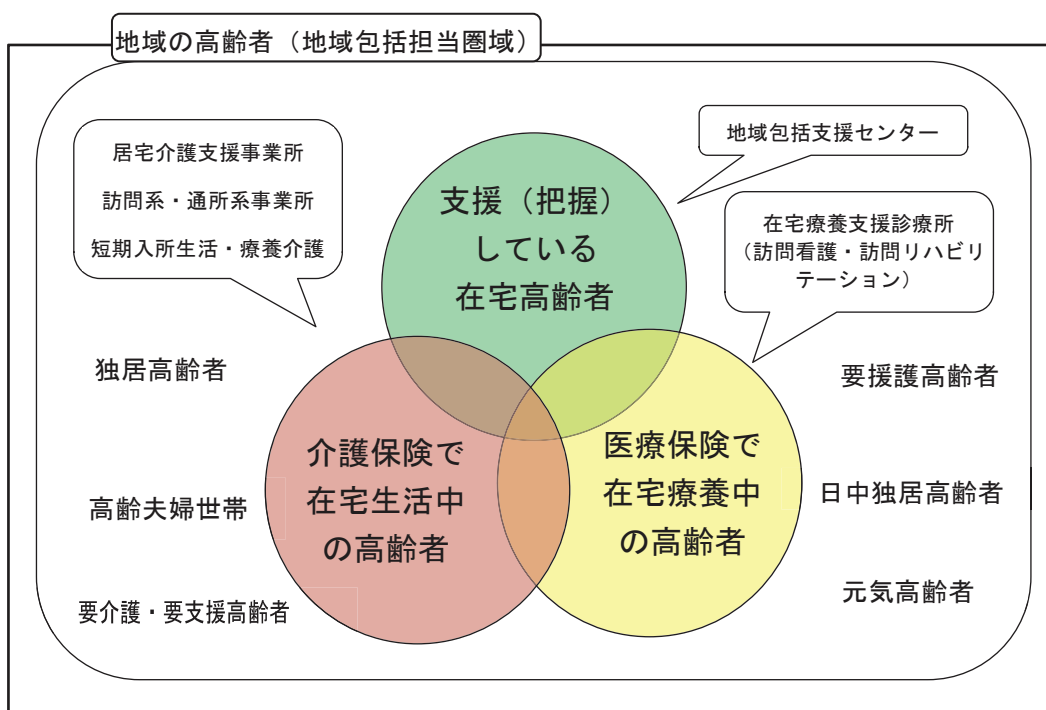 地域の高齢者（地域包括担当圏域）
居宅介護支援事業所
訪問系・通所系事業所
短期入所生活・療養介護
地域包括支援センター
在宅療養支援診療所
（訪問看護・訪問リハビリ
テーション）
支援（把握）
している
在宅高齢者
独居高齢者
高齢夫婦世帯
要介護・要支援高齢者
介護保険で
在宅生活中
の高齢者
医療保険で
在宅療養中
の高齢者
要援護高齢者
日中独居高齢者
元気高齢者